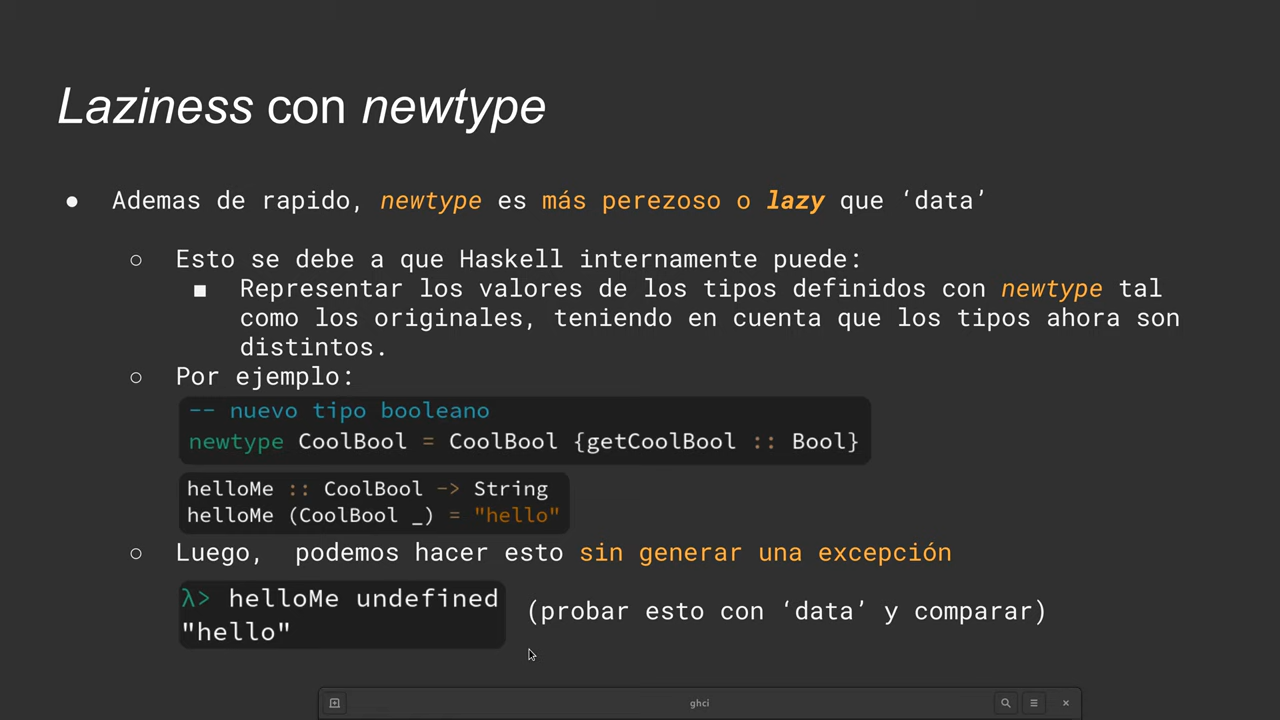 Laziness con newtype
● Ademas de rapido, newtype es más perezoso o lazy que ‘data’
○ Esto se debe a que Haskell internamente puede:
■ Representar los valores de los tipos definidos con newtype tal
como los originales, teniendo en cuenta que los tipos ahora son
distintos.
○ Por ejemplo:
-- nuevo tipo booleano
newtype CoolBool = CoolBool {getCoolBool :: Bool}
helloMe :: CoolBool -> String
helloMe (CoolBool _) = "hello"
○ Luego, podemos hacer esto sin generar una excepción
λ> helloMe undefined
"hello"
(probar esto con ‘data’ y comparar)
ghci